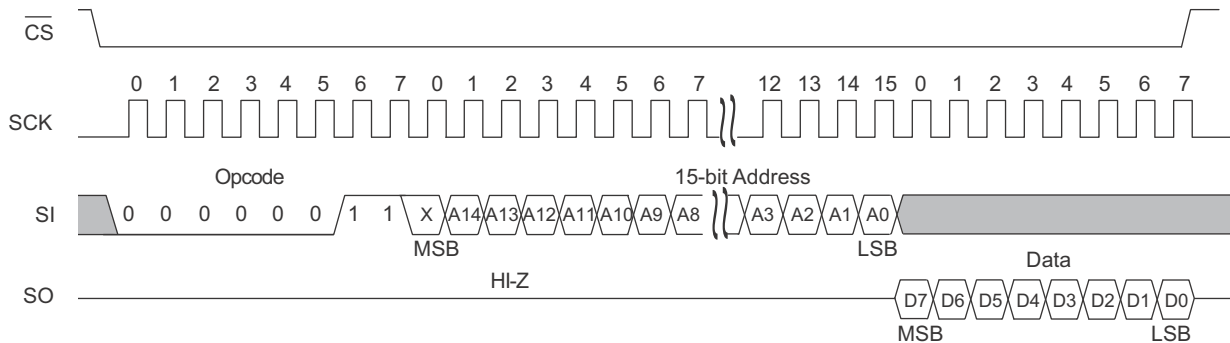 CS
0 1 2 3 4 5 6 7 0 1 2 3 4 5 6 7 12 13 14 15 0 1 2 3 4 5 6 7
SCK
Opcode 15-bit Address
SI 0 0 0 0 0 0 1 1 X A14 A13 A12 A11 A10 A9 A8 A3 A2 A1 A0
MSB LSB
HI-Z Data
SO D7 D6 D5 D4 D3 D2 D1 D0
MSB LSB